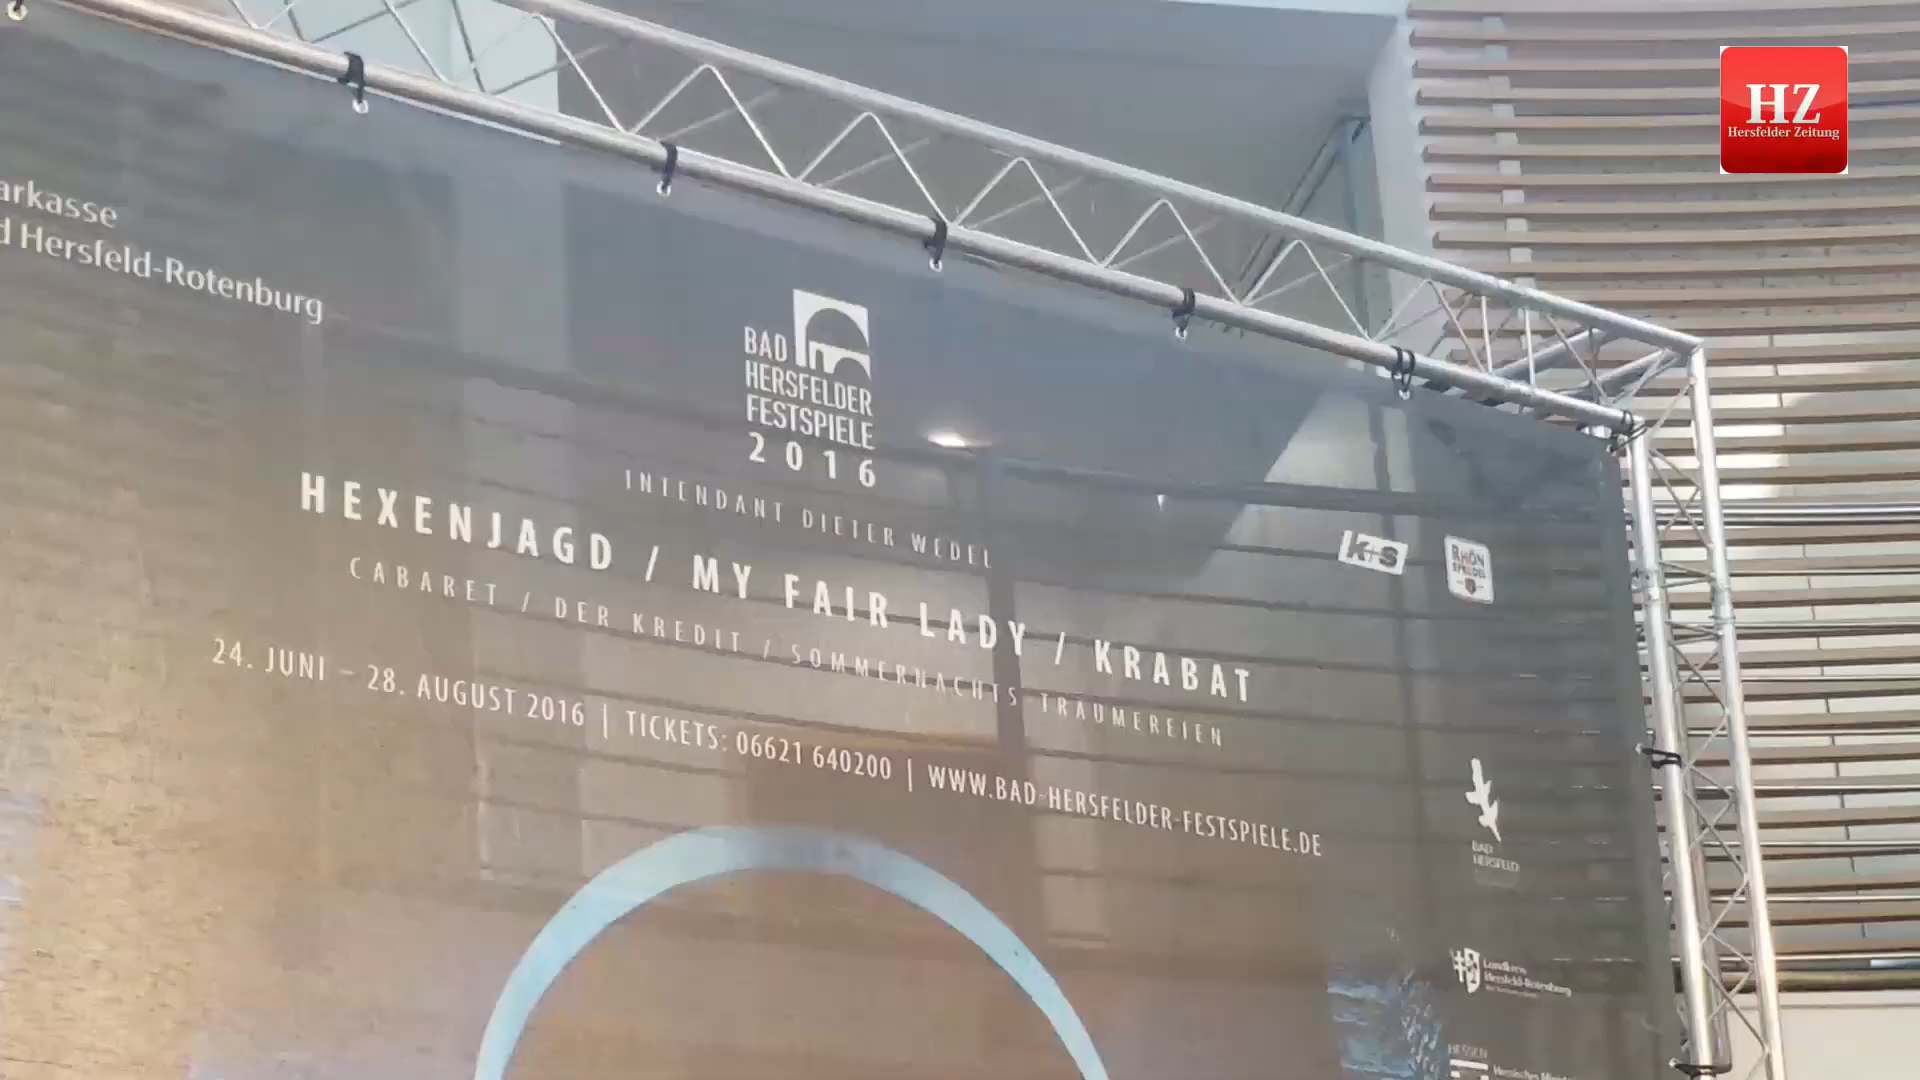 HZ
Hersfelder Zeitung
arkasse
d Hersfeld-Rotenburg
BAD
HERSFELDER
FESTSPIELE
2016
INTENDANT DIETER WEDEL
HEXENJAGD / MY FAIR LADY / KRABAT
CABARET / DER KREDIT / SOMMERNACHTS-TRÄUMEREIEN
24. JUNI – 28. AUGUST 2016 | TICKETS: 06621 640200 | WWW.BAD-HERSFELDER-FESTSPIELE.DE
k+s
RHÖN
SPRUDEL
BAD
HERSFELD
Landkreis
Hersfeld-Rotenburg
HESSEN
Hessisches